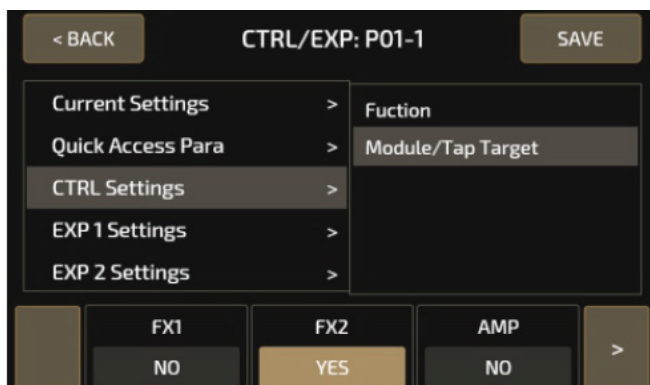 < BACK
CTRL/EXP: P01-1
SAVE
Current Settings >
Quick Access Para >
CTRL Settings >
EXP 1 Settings >
EXP 2 Settings >
Fuction
Module/Tap Target
FX1 FX2 AMP
NO YES NO >